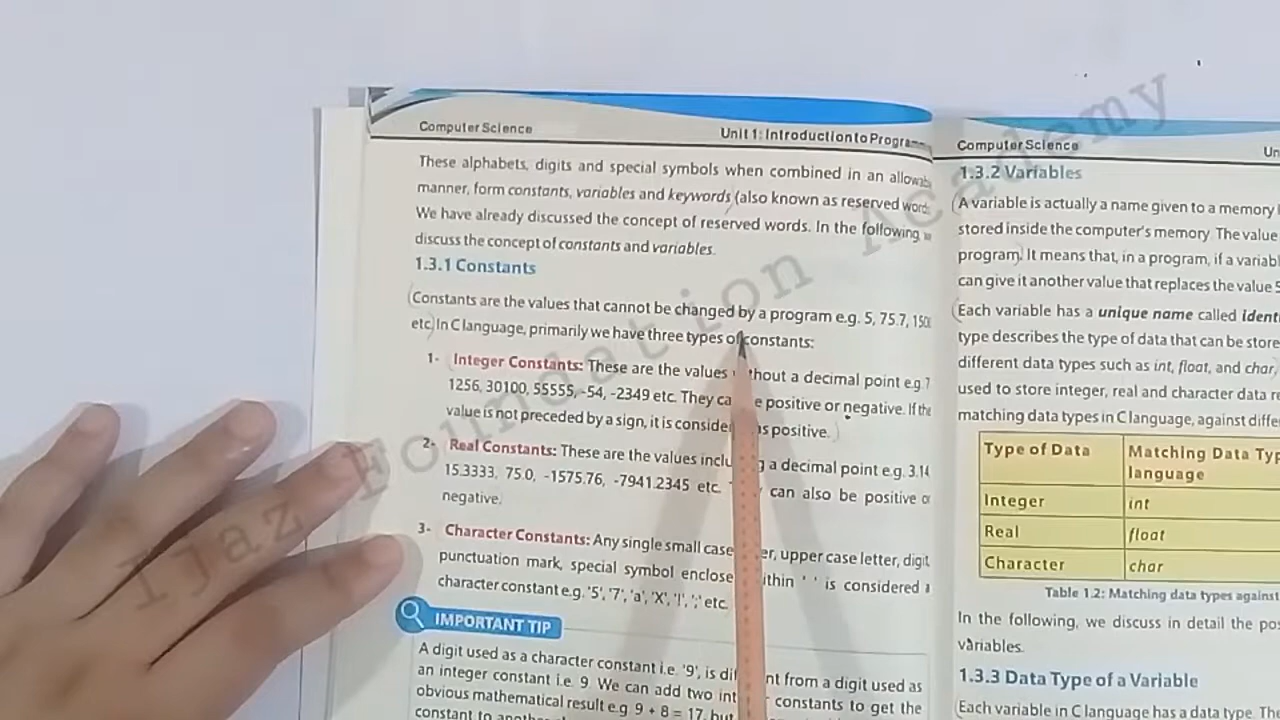 Computer Science
Unit 1: Introduction to
These alphabets, digits and special symbols when combined in an
manner, form constants, variables and keywords (also known as reserved
We have already discussed the concept of reserved words. In the following,
discuss the concept of constants and variables.
1.3.1 Constants
(Constants are the values that cannot be changed by a program e.g. 5, 75.7,
etc) In C language, primarily we have three types of constants:
1- Integer Constants: These are the values without a decimal point e.g. 7
1256, 30100, 55555, -54, -2349 etc. They can be positive or negative. If the
value is not preceded by a sign, it is considered as positive.
2- Real Constants: These are the values including a decimal point e.g. 3.14
15.3333, 75.0, -1575.76, -7941.2345 etc. They can also be positive or
negative.
3- Character Constants: Any single small case letter, upper case letter, digit,
punctuation mark, special symbol enclosed within ' ' is considered a
character constant e.g. '5', '7', 'a', 'X', '!', ';' etc.
IMPORTANT TIP
A digit used as a character constant i.e. '9', is different from a digit used as
an integer constant i.e. 9. We can add two integer constants to get the
obvious mathematical result e.g. 9 + 8 = 17, but
constant to
Computer Science
1.3.2 Variables
(A variable is actually a name given to a memory
stored inside the computer's memory. The value
program). It means that, in a program, if a
can give it another value that replaces the value 5
(Each variable has a unique name called
type describes the type of data that can be
different data types such as int, float, and char,
used to store integer, real and character data
matching data types in C language, against
Type of Data
Matching Data
language
Integer
int
Real
float
Character
char
Table 1.2: Matching data types against
In the following, we discuss in detail the
variables.
1.3.3 Data Type of a Variable
(Each variable in C language has a data type.
Ijaz Foundation Academy